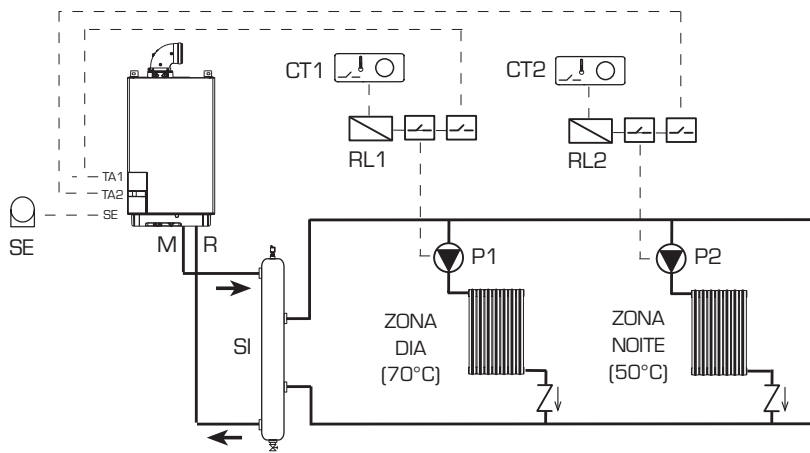 CT1
CT2
RL1
RL2
TA1
TA2
SE
SE
M R
P1
P2
SI
ZONA
DIA
(70°C)
ZONA
NOITE
(50°C)